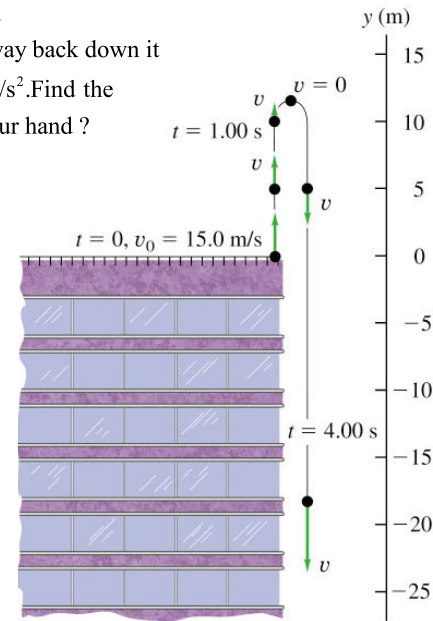 way back down it
/s².Find the
ur hand ?
y (m)
15
v = 0
v
t = 1.00 s
10
v
5
v
t = 0, v₀ = 15.0 m/s
0
−5
−10
t = 4.00 s
−15
−20
v
−25